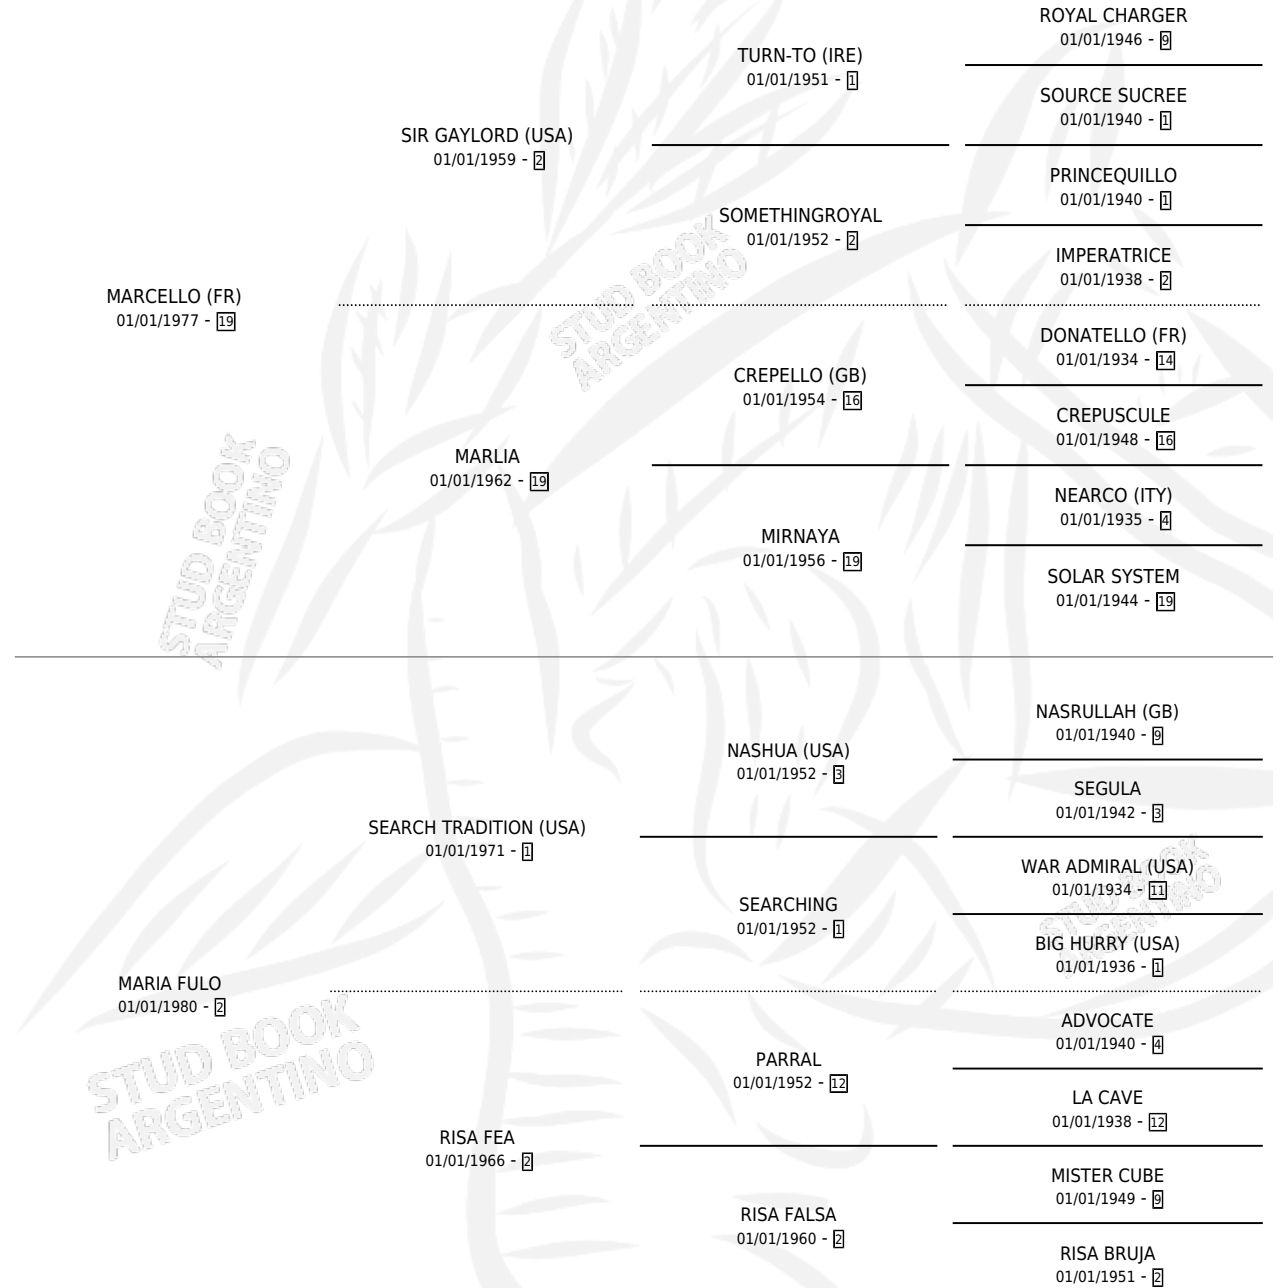 ROYAL CHARGER
01/01/1946 - 9
TURN-TO (IRE)
01/01/1951 - 1
SOURCE SUCREE
01/01/1940 - 1
SIR GAYLORD (USA)
01/01/1959 - 2
PRINCEQUILLO
01/01/1940 - 1
SOMETHINGROYAL
01/01/1952 - 2
IMPERATRICE
01/01/1938 - 2
STUD BOOK
ARGENTINO
MARCELLO (FR)
01/01/1977 - 19
DONATELLO (FR)
01/01/1934 - 14
CREPELLO (GB)
01/01/1954 - 16
CREPUSCULE
01/01/1948 - 16
MARLIA
01/01/1962 - 19
NEARCO (ITY)
01/01/1935 - 4
MIRNAYA
01/01/1956 - 19
SOLAR SYSTEM
01/01/1944 - 19
STUD BOOK
ARGENTINO
NASRULLAH (GB)
01/01/1940 - 9
NASHUA (USA)
01/01/1952 - 3
SEGULA
01/01/1942 - 3
SEARCH TRADITION (USA)
01/01/1971 - 1
WAR ADMIRAL (USA)
01/01/1934 - 11
SEARCHING
01/01/1952 - 1
BIG HURRY (USA)
01/01/1936 - 1
STUD BOOK
ARGENTINO
MARIA FULO
01/01/1980 - 2
ADVOCATE
01/01/1940 - 4
PARRAL
01/01/1952 - 12
LA CAVE
01/01/1938 - 12
STUD BOOK
ARGENTINO
RISA FEA
01/01/1966 - 2
MISTER CUBE
01/01/1949 - 9
RISA FALSA
01/01/1960 - 2
RISA BRUJA
01/01/1951 - 2